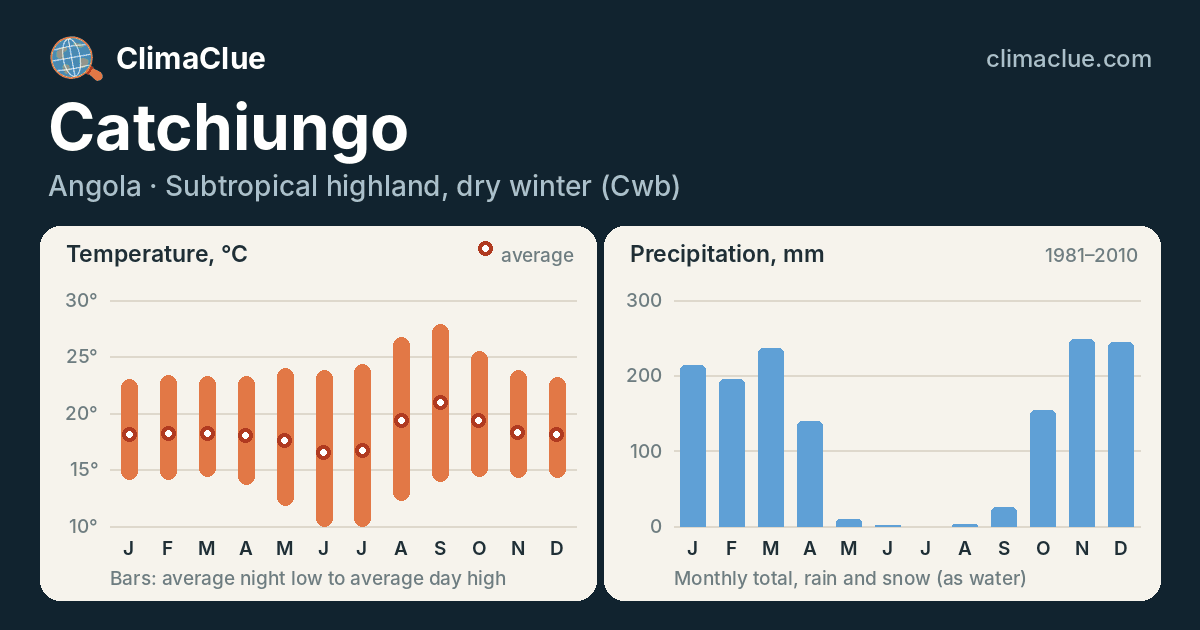 ClimaClue
climaclue.com
Catchiungo
Angola · Subtropical highland, dry winter (Cwb)
Temperature, °C
average
30°
25°
20°
15°
10°
J F M A M J J A S O N D
Bars: average night low to average day high
Precipitation, mm
1981–2010
300
200
100
0
J F M A M J J A S O N D
Monthly total, rain and snow (as water)